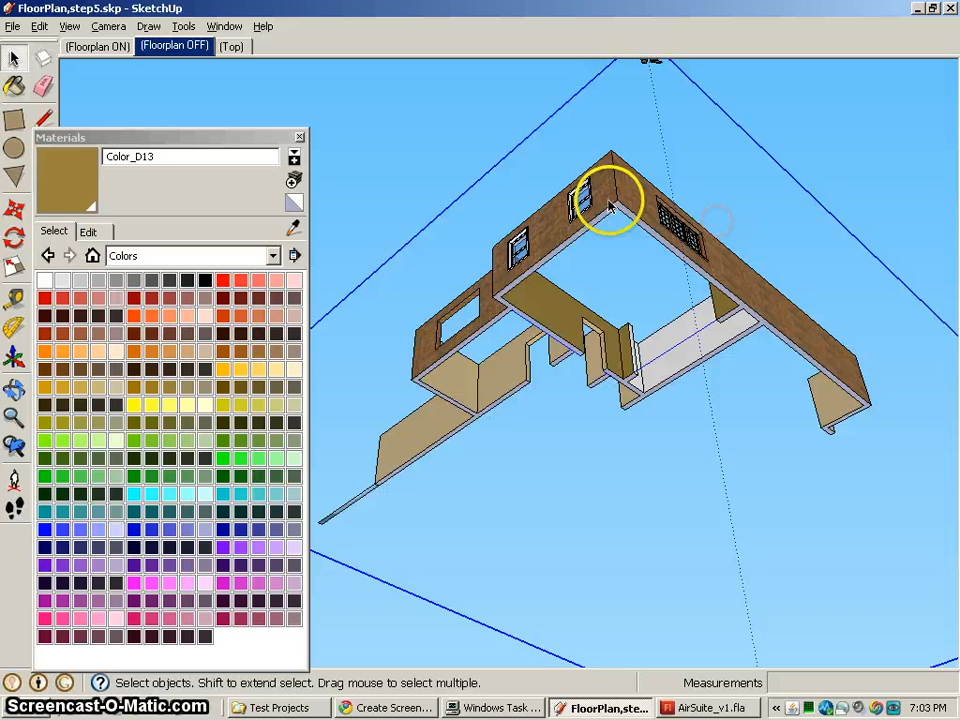 FloorPlan,step5.skp - SketchUp
File Edit View Camera Draw Tools Window Help
(Floorplan ON) (Floorplan OFF) (Top)
Materials
Color_D13
Select Edit
Colors
Select objects. Shift to extend select. Drag mouse to select multiple.
Measurements
Screencast-O-Matic.com
Test Projects
Create Screen...
Windows Task ...
FloorPlan,ste...
AirSuite_v1.fla
7:03 PM